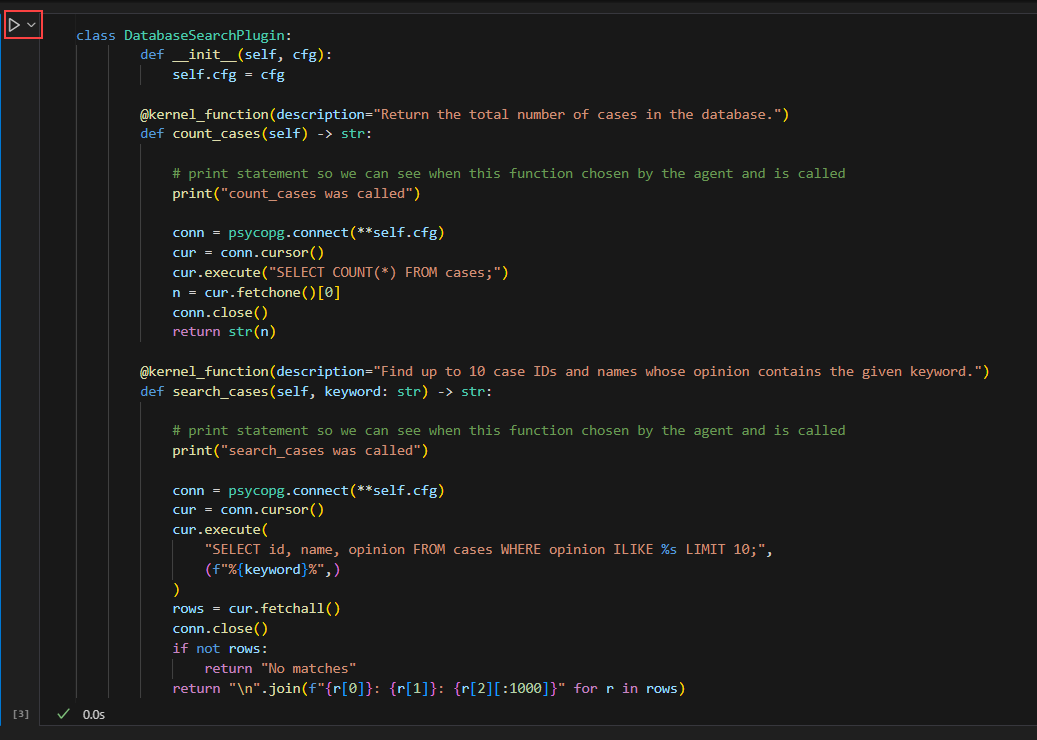 class DatabaseSearchPlugin:
def __init__(self, cfg):
self.cfg = cfg
@kernel_function(description="Return the total number of cases in the database.")
def count_cases(self) -> str:
# print statement so we can see when this function chosen by the agent and is called
print("count_cases was called")
conn = psycopg.connect(**self.cfg)
cur = conn.cursor()
cur.execute("SELECT COUNT(*) FROM cases;")
n = cur.fetchone()[0]
conn.close()
return str(n)
@kernel_function(description="Find up to 10 case IDs and names whose opinion contains the given keyword.")
def search_cases(self, keyword: str) -> str:
# print statement so we can see when this function chosen by the agent and is called
print("search_cases was called")
conn = psycopg.connect(**self.cfg)
cur = conn.cursor()
cur.execute(
"SELECT id, name, opinion FROM cases WHERE opinion ILIKE %s LIMIT 10;",
(f"%{keyword}%",)
)
rows = cur.fetchall()
conn.close()
if not rows:
return "No matches"
return "\n".join(f"{r[0]}: {r[1]}: {r[2][:1000]}" for r in rows)
[3] 0.0s